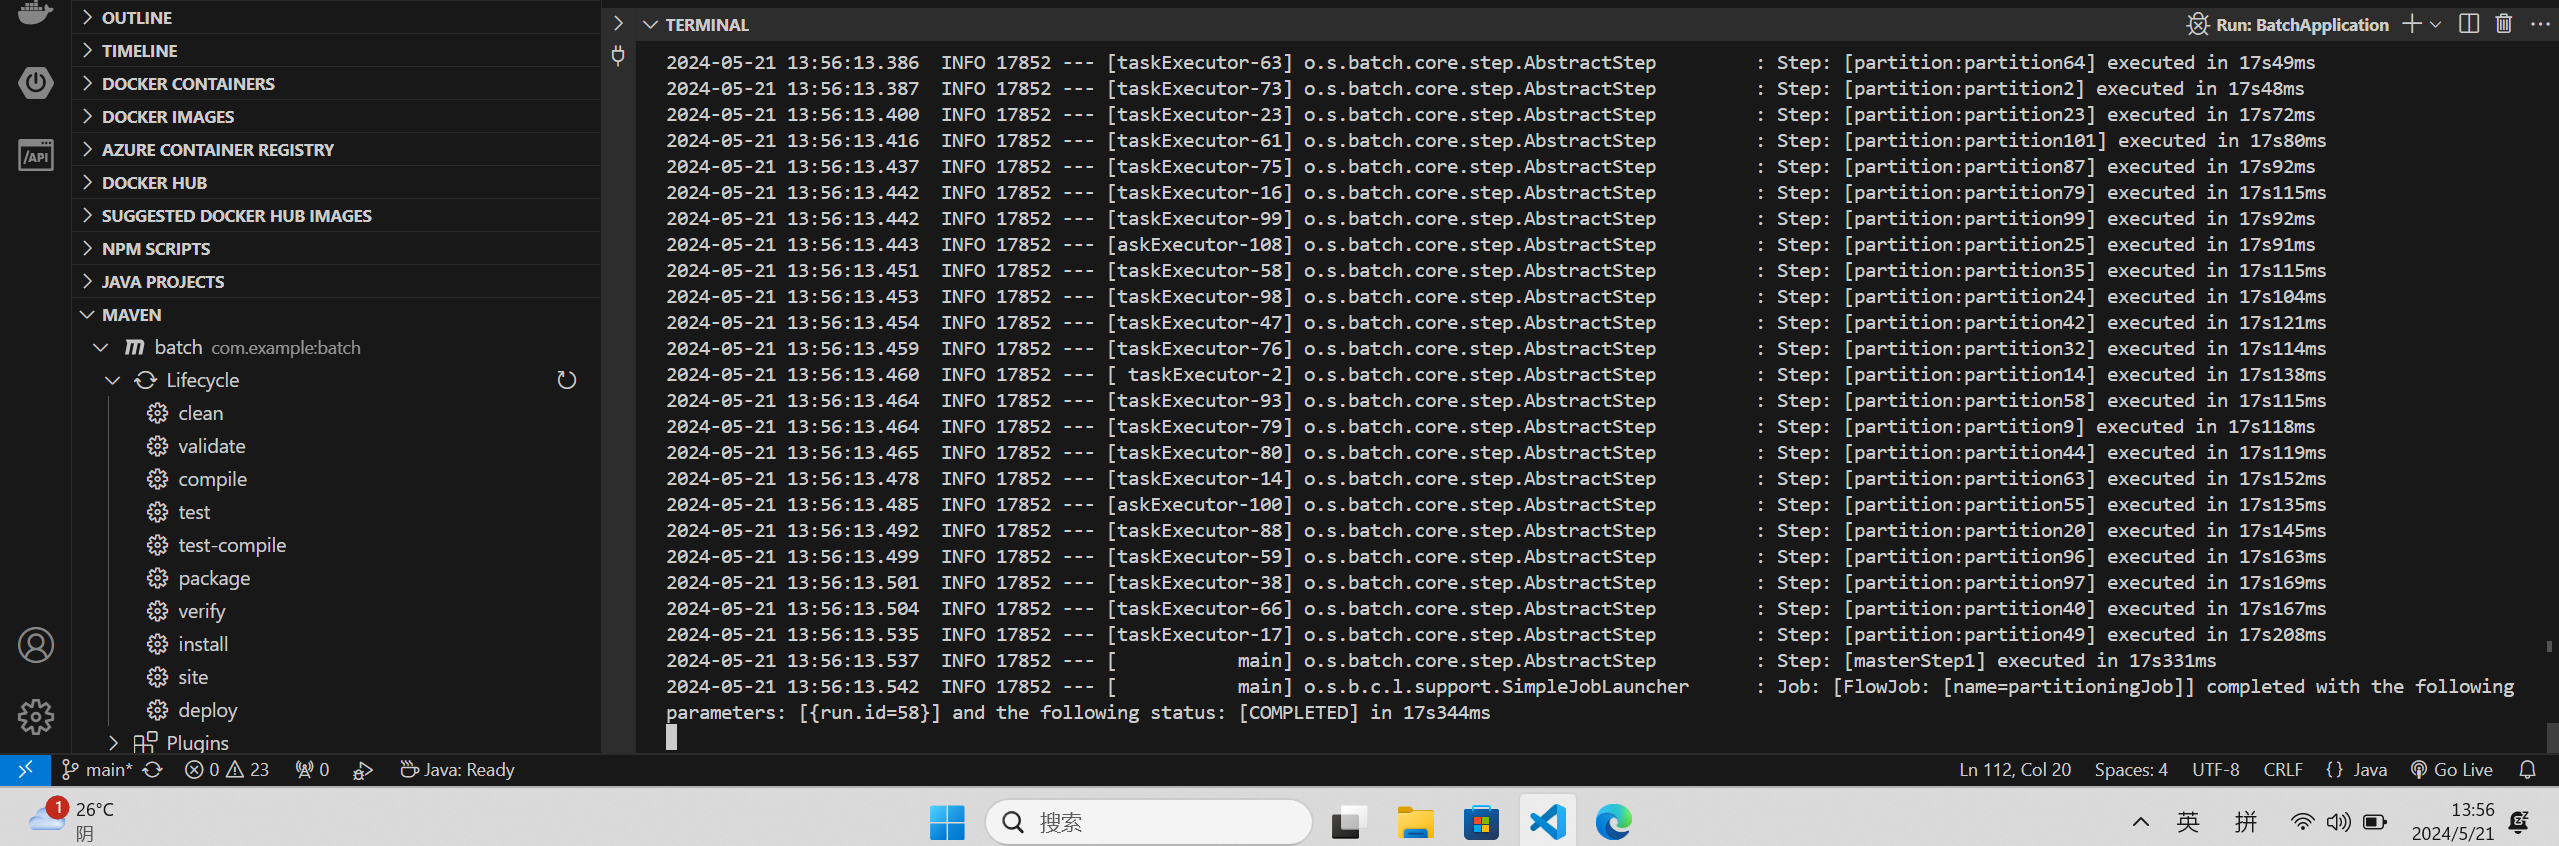 OUTLINE
TIMELINE
DOCKER CONTAINERS
DOCKER IMAGES
AZURE CONTAINER REGISTRY
DOCKER HUB
SUGGESTED DOCKER HUB IMAGES
NPM SCRIPTS
JAVA PROJECTS
MAVEN
batch com.example:batch
Lifecycle
clean
validate
compile
test
test-compile
package
verify
install
site
deploy
Plugins
/API
TERMINAL
Run: BatchApplication
2024-05-21 13:56:13.386  INFO 17852 --- [taskExecutor-63] o.s.batch.core.step.AbstractStep         : Step: [partition:partition64] executed in 17s49ms
2024-05-21 13:56:13.387  INFO 17852 --- [taskExecutor-73] o.s.batch.core.step.AbstractStep         : Step: [partition:partition2] executed in 17s48ms
2024-05-21 13:56:13.400  INFO 17852 --- [taskExecutor-23] o.s.batch.core.step.AbstractStep         : Step: [partition:partition23] executed in 17s72ms
2024-05-21 13:56:13.416  INFO 17852 --- [taskExecutor-61] o.s.batch.core.step.AbstractStep         : Step: [partition:partition101] executed in 17s80ms
2024-05-21 13:56:13.437  INFO 17852 --- [taskExecutor-75] o.s.batch.core.step.AbstractStep         : Step: [partition:partition87] executed in 17s92ms
2024-05-21 13:56:13.442  INFO 17852 --- [taskExecutor-16] o.s.batch.core.step.AbstractStep         : Step: [partition:partition79] executed in 17s115ms
2024-05-21 13:56:13.442  INFO 17852 --- [taskExecutor-99] o.s.batch.core.step.AbstractStep         : Step: [partition:partition99] executed in 17s92ms
2024-05-21 13:56:13.443  INFO 17852 --- [askExecutor-108] o.s.batch.core.step.AbstractStep         : Step: [partition:partition25] executed in 17s91ms
2024-05-21 13:56:13.451  INFO 17852 --- [taskExecutor-58] o.s.batch.core.step.AbstractStep         : Step: [partition:partition35] executed in 17s115ms
2024-05-21 13:56:13.453  INFO 17852 --- [taskExecutor-98] o.s.batch.core.step.AbstractStep         : Step: [partition:partition24] executed in 17s104ms
2024-05-21 13:56:13.454  INFO 17852 --- [taskExecutor-47] o.s.batch.core.step.AbstractStep         : Step: [partition:partition42] executed in 17s121ms
2024-05-21 13:56:13.459  INFO 17852 --- [taskExecutor-76] o.s.batch.core.step.AbstractStep         : Step: [partition:partition32] executed in 17s114ms
2024-05-21 13:56:13.460  INFO 17852 --- [ taskExecutor-2] o.s.batch.core.step.AbstractStep         : Step: [partition:partition14] executed in 17s138ms
2024-05-21 13:56:13.464  INFO 17852 --- [taskExecutor-93] o.s.batch.core.step.AbstractStep         : Step: [partition:partition58] executed in 17s115ms
2024-05-21 13:56:13.464  INFO 17852 --- [taskExecutor-79] o.s.batch.core.step.AbstractStep         : Step: [partition:partition9] executed in 17s118ms
2024-05-21 13:56:13.465  INFO 17852 --- [taskExecutor-80] o.s.batch.core.step.AbstractStep         : Step: [partition:partition44] executed in 17s119ms
2024-05-21 13:56:13.478  INFO 17852 --- [taskExecutor-14] o.s.batch.core.step.AbstractStep         : Step: [partition:partition63] executed in 17s152ms
2024-05-21 13:56:13.485  INFO 17852 --- [askExecutor-100] o.s.batch.core.step.AbstractStep         : Step: [partition:partition55] executed in 17s135ms
2024-05-21 13:56:13.492  INFO 17852 --- [taskExecutor-88] o.s.batch.core.step.AbstractStep         : Step: [partition:partition20] executed in 17s145ms
2024-05-21 13:56:13.499  INFO 17852 --- [taskExecutor-59] o.s.batch.core.step.AbstractStep         : Step: [partition:partition96] executed in 17s163ms
2024-05-21 13:56:13.501  INFO 17852 --- [taskExecutor-38] o.s.batch.core.step.AbstractStep         : Step: [partition:partition97] executed in 17s169ms
2024-05-21 13:56:13.504  INFO 17852 --- [taskExecutor-66] o.s.batch.core.step.AbstractStep         : Step: [partition:partition40] executed in 17s167ms
2024-05-21 13:56:13.535  INFO 17852 --- [taskExecutor-17] o.s.batch.core.step.AbstractStep         : Step: [partition:partition49] executed in 17s208ms
2024-05-21 13:56:13.537  INFO 17852 --- [           main] o.s.batch.core.step.AbstractStep         : Step: [masterStep1] executed in 17s331ms
2024-05-21 13:56:13.542  INFO 17852 --- [           main] o.s.b.c.l.support.SimpleJobLauncher      : Job: [FlowJob: [name=partitioningJob]] completed with the following
parameters: [{run.id=58}] and the following status: [COMPLETED] in 17s344ms
main* 0 23 0 Java: Ready Ln 112, Col 20 Spaces: 4 UTF-8 CRLF {} Java Go Live
1 26°C
阴
搜索
英 拼
13:56
2024/5/21